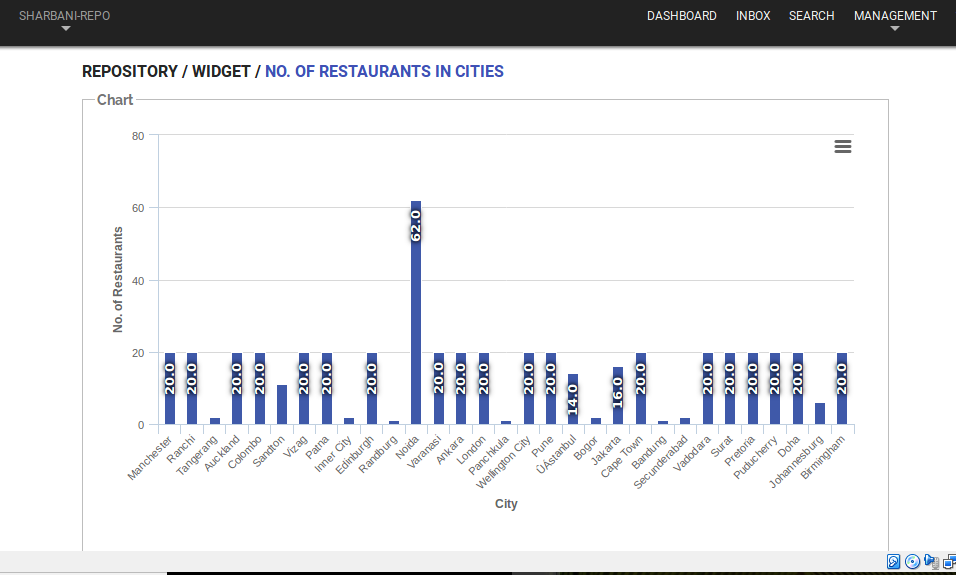 SHARBANI-REPO
DASHBOARD INBOX SEARCH MANAGEMENT
REPOSITORY / WIDGET / NO. OF RESTAURANTS IN CITIES
Chart
80
60
40
20
0
No. of Restaurants
20.0
20.0
20.0
20.0
20.0
20.0
20.0
62.0
20.0
20.0
20.0
20.0
20.0
14.0
16.0
20.0
20.0
20.0
20.0
20.0
20.0
20.0
Manchester
Ranchi
Tangerang
Auckland
Colombo
Sandton
Vizag
Patna
Inner City
Edinburgh
Randburg
Noida
Varanasi
Ankara
London
Panchkula
Wellington City
Pune
ÛÁstanbul
Bogor
Jakarta
Cape Town
Bandung
Secunderabad
Vadodara
Surat
Pretoria
Puducherry
Doha
Johannesburg
Birmingham
City